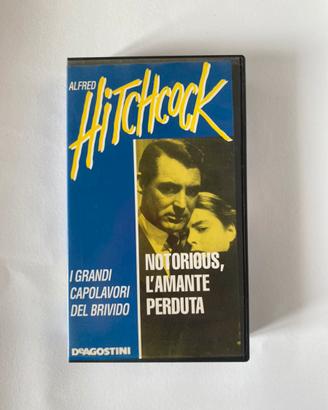 ALFRED
HITCHCOCK
NOTORIOUS,
L'AMANTE
PERDUTA
I GRANDI
CAPOLAVORI
DEL BRIVIDO
DEAGOSTINI